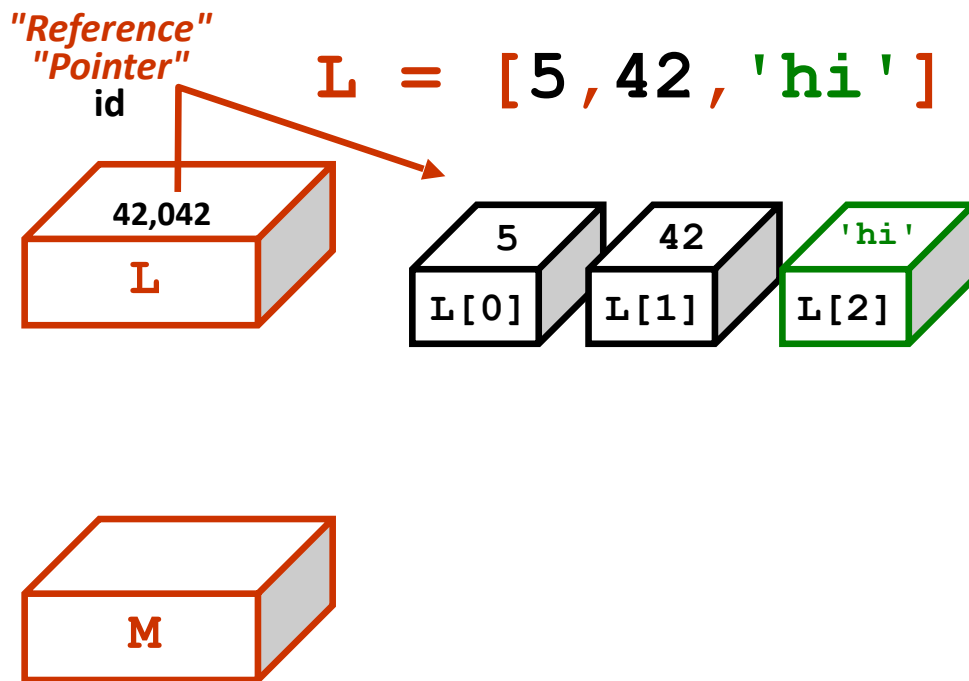 "Reference"
"Pointer"
id
L = [5,42,'hi']
42,042
L
5
42
'hi'
L[0]
L[1]
L[2]
M